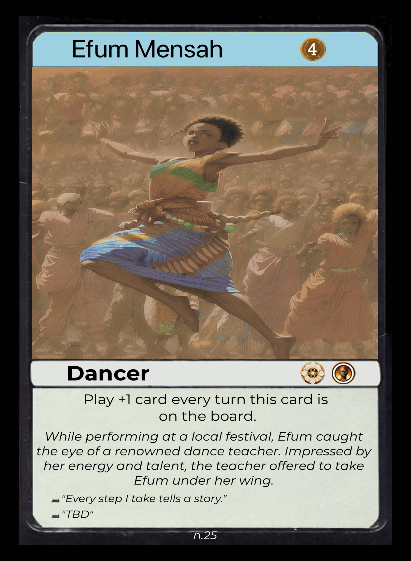 Efum Mensah
4
Dancer
Play +1 card every turn this card is
on the board.
While performing at a local festival, Efum caught
the eye of a renowned dance teacher. Impressed by
her energy and talent, the teacher offered to take
Efum under her wing.
"Every step I take tells a story."
"TBD"
n.25